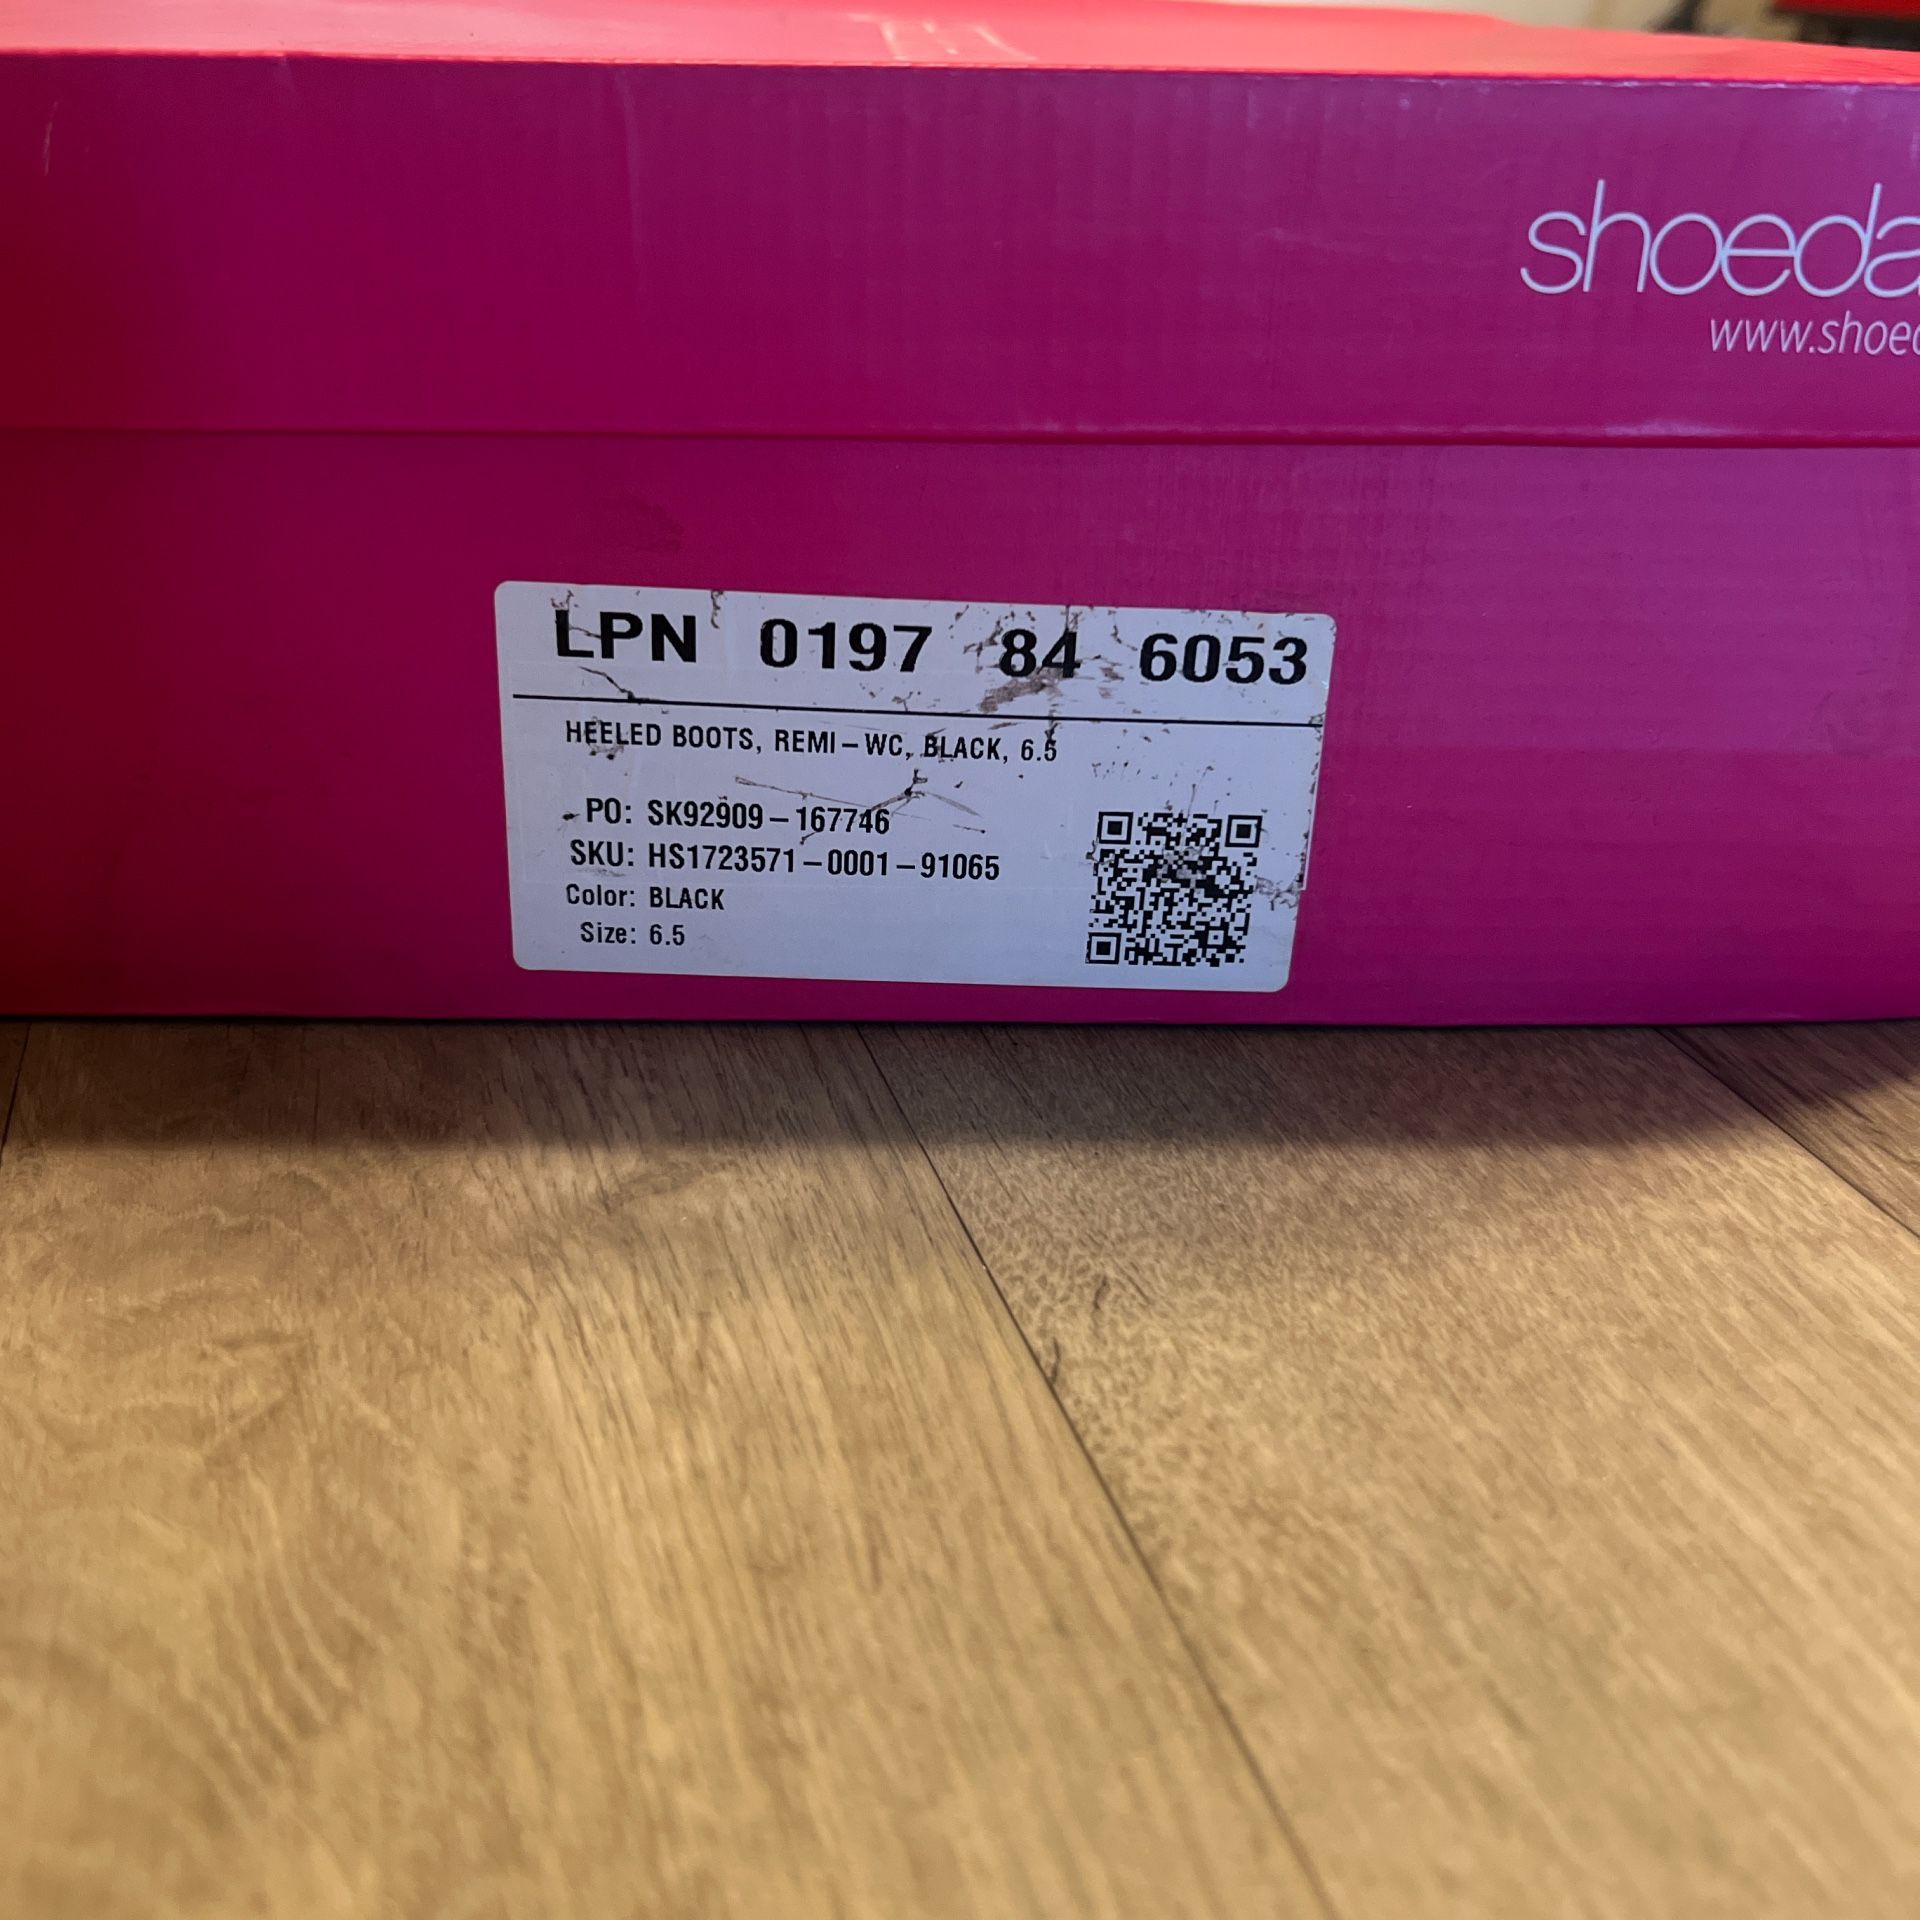 shoeda
www.shoed
LPN 0197 84 6053
HEELED BOOTS, REMI-WC, BLACK, 6.5
PO: SK92909-167746
SKU: HS1723571-0001-91065
Color: BLACK
Size: 6.5